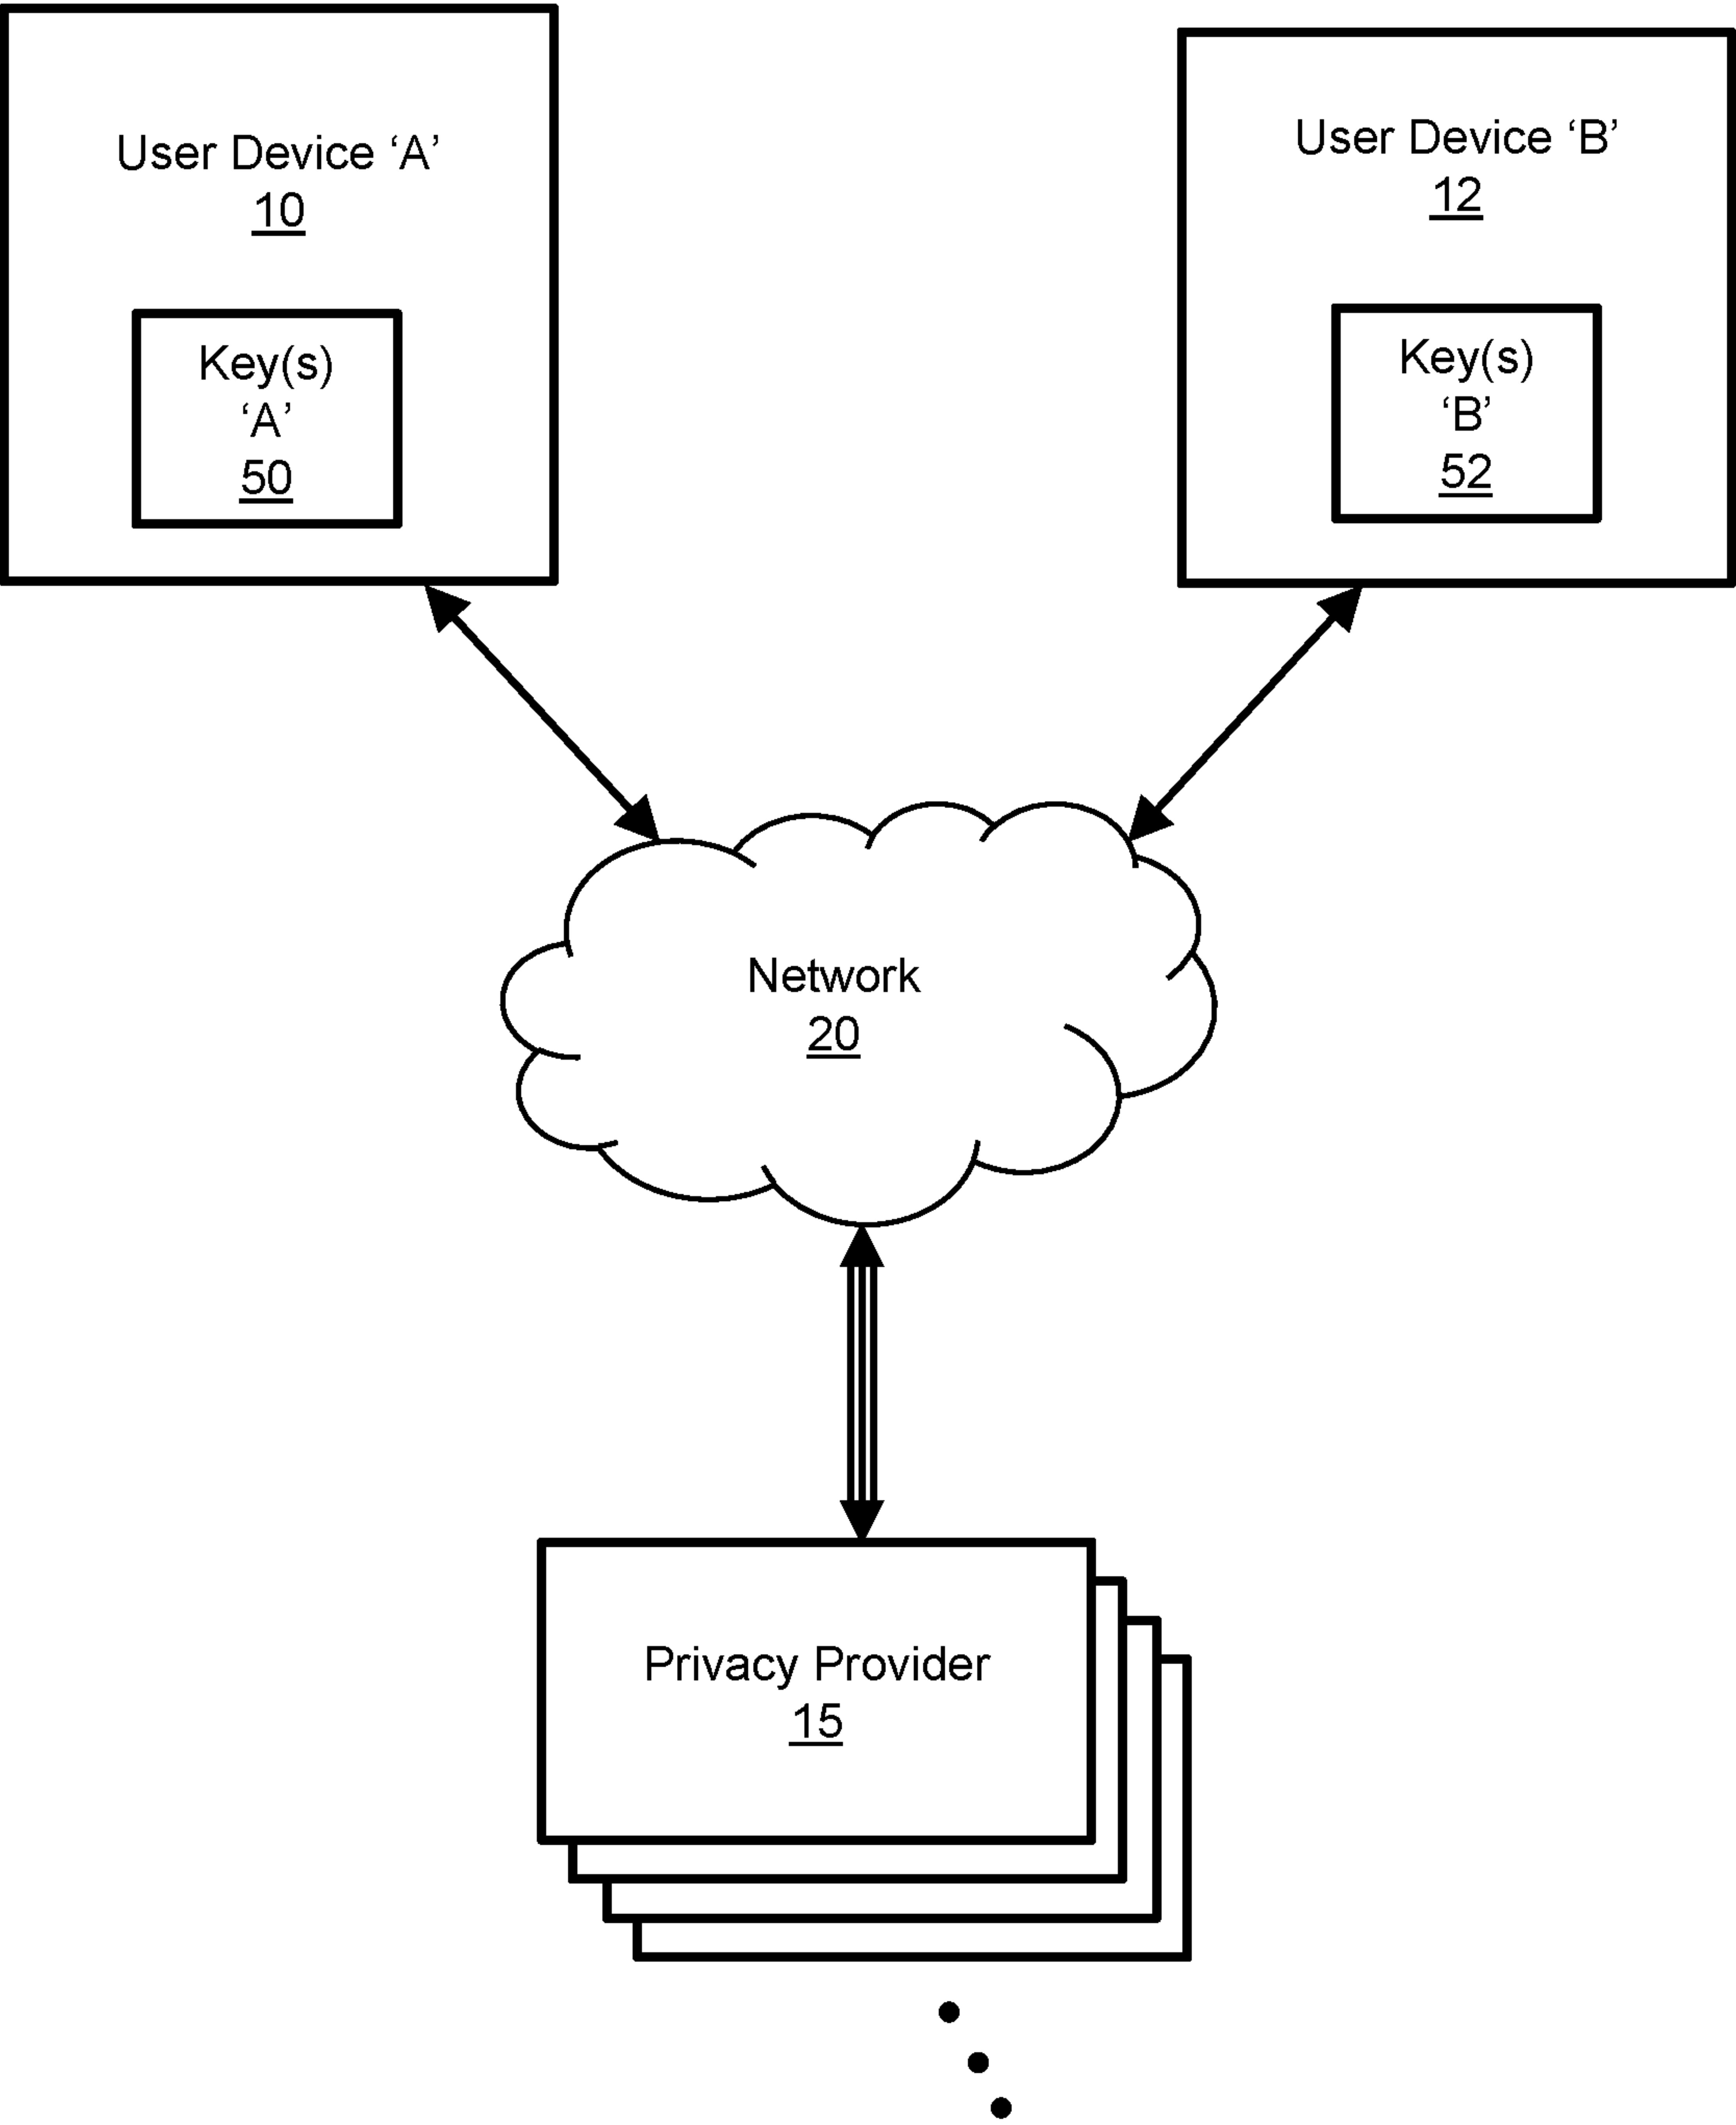 User Device ‘A’
10
Key(s)
‘A’
50
User Device ‘B’
12
Key(s)
‘B’
52
Network
20
Privacy Provider
15